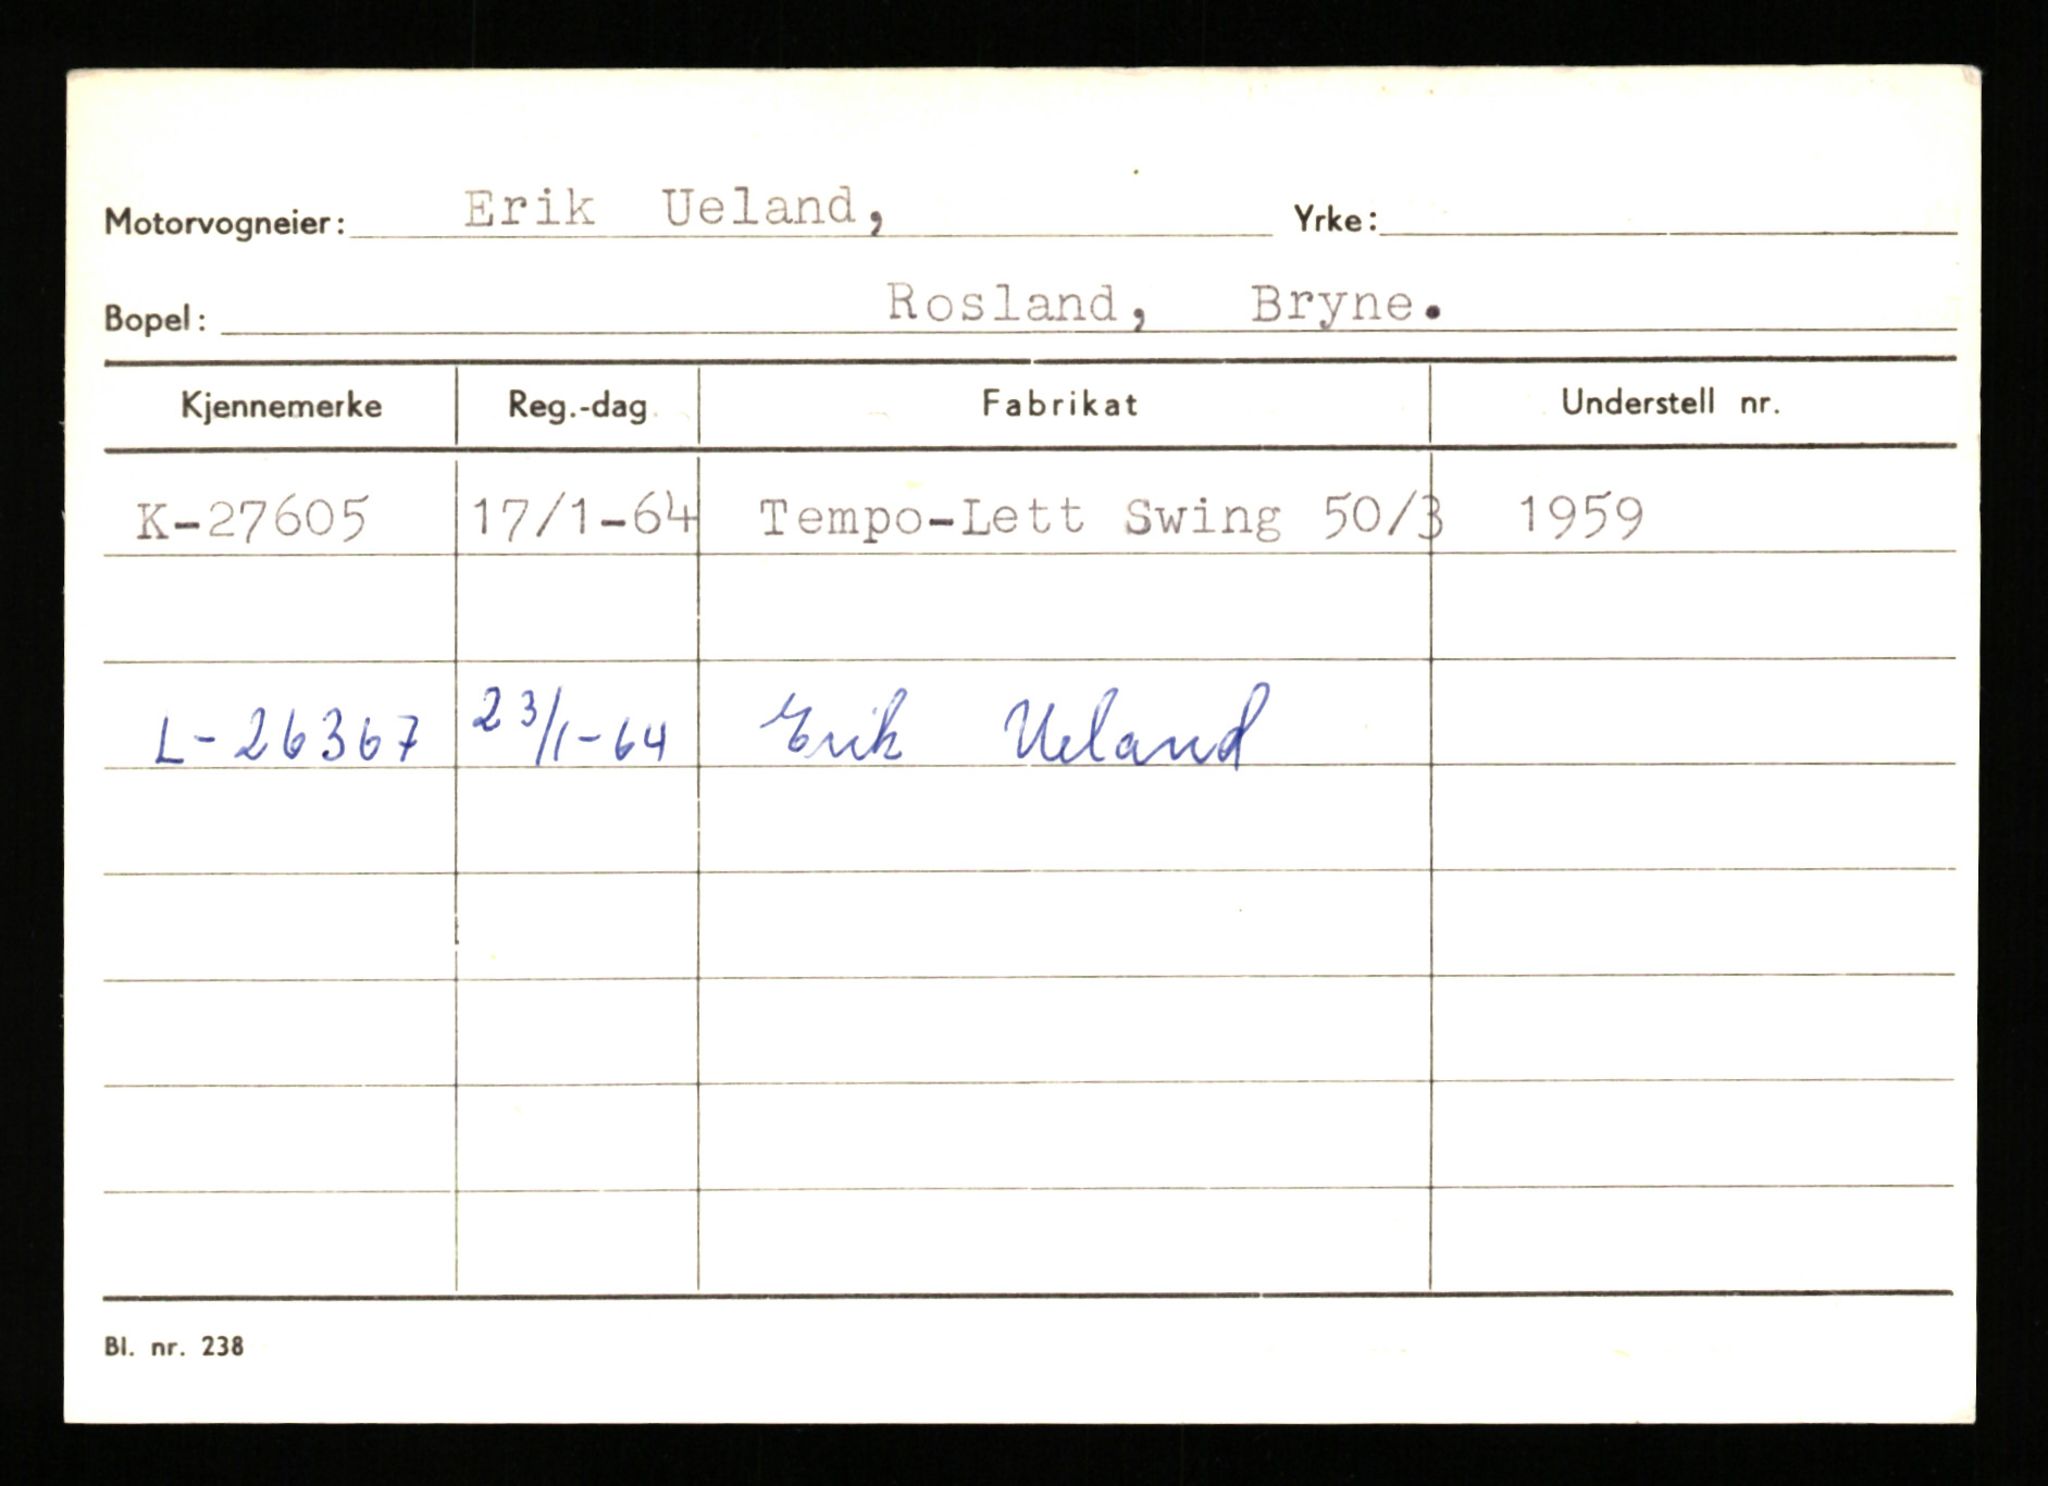 Motorvogneier: Erik Ueland, Yrke:
Bopel: Rosland, Bryne.
Kjennemerke Reg.-dag Fabrikat Understell nr.
K-27605 17/1-64 Tempo-Lett Swing 50/3 1959
L-26367 23/1-64 Erik Ueland
Bl. nr. 238